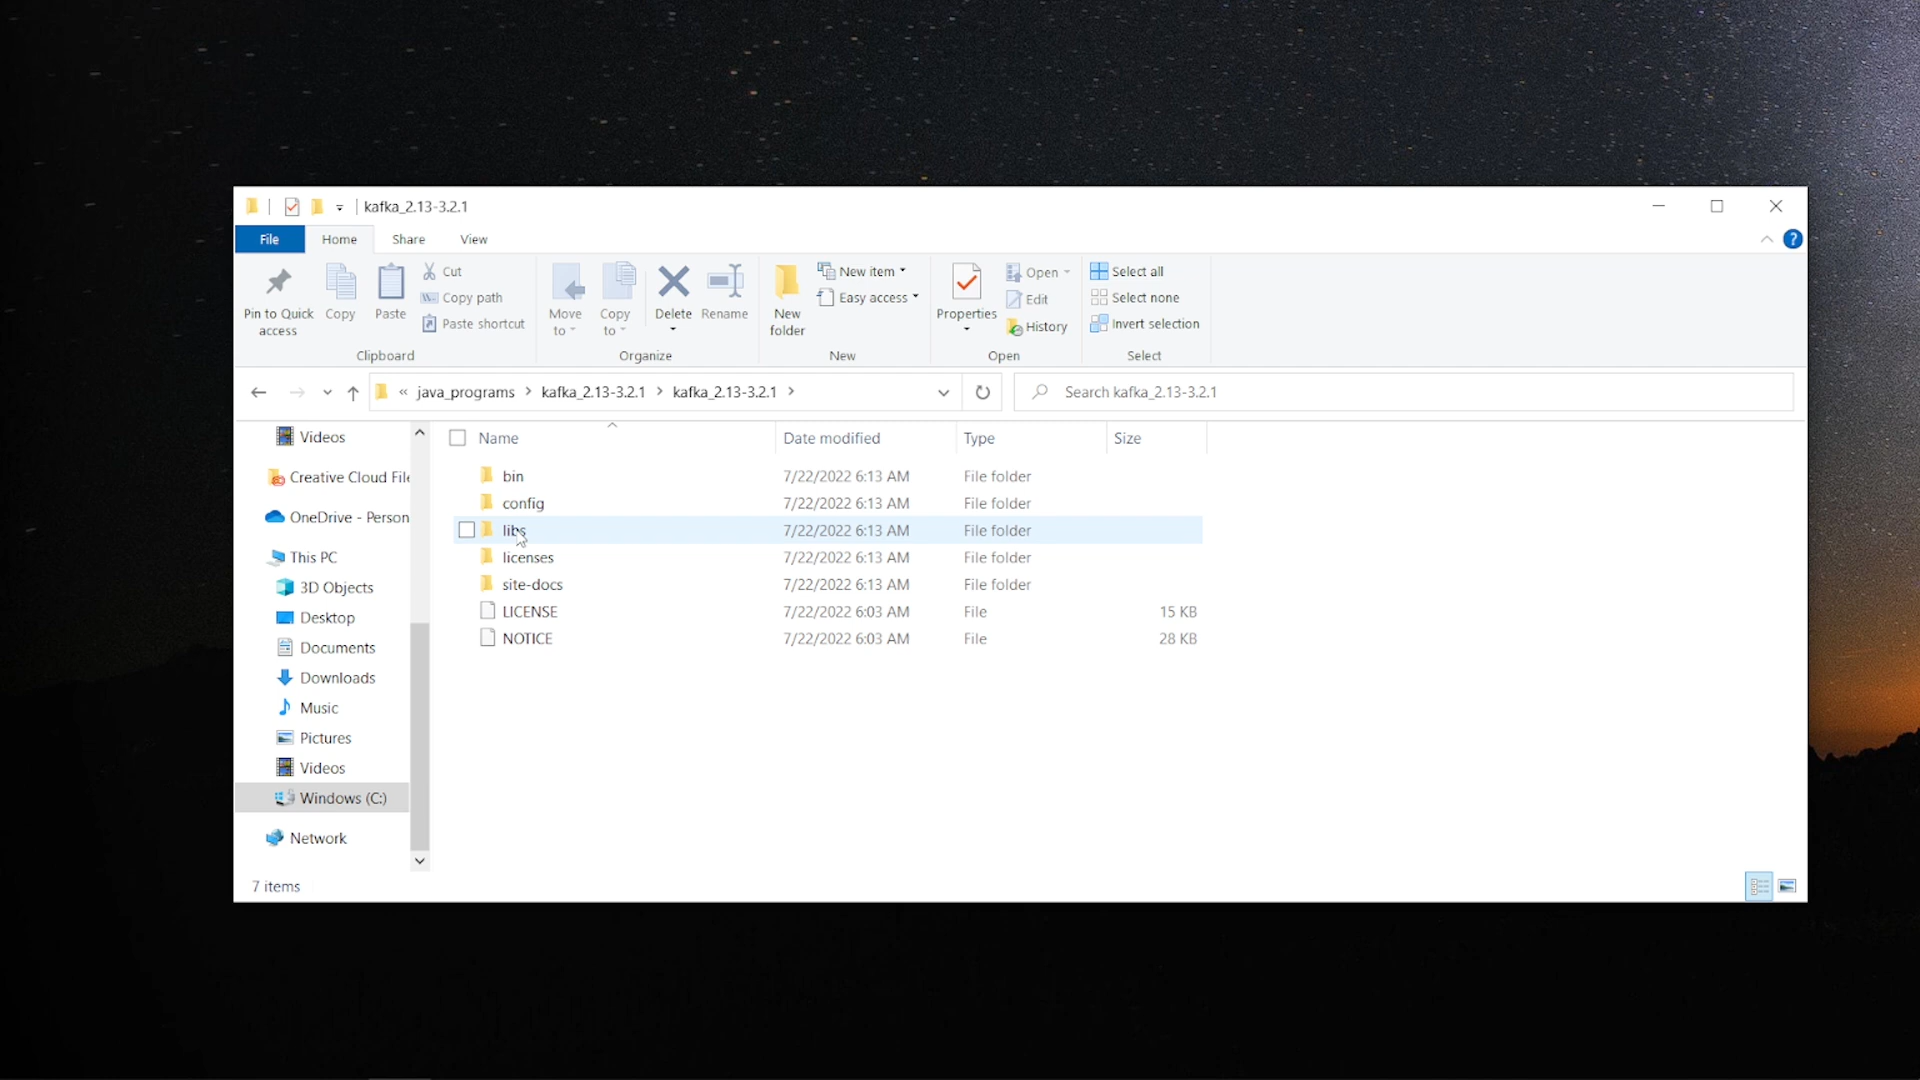 kafka_2.13-3.2.1
File Home Share View
Pin to Quick access
Copy
Paste
Cut
Copy path
Paste shortcut
Clipboard
Move to
Copy to
Delete
Rename
Organize
New folder
New item
Easy access
New
Properties
Open
Edit
History
Open
Select all
Select none
Invert selection
Select
« java_programs > kafka_2.13-3.2.1 > kafka_2.13-3.2.1 >
Search kafka_2.13-3.2.1
Videos
Creative Cloud File
OneDrive - Person
This PC
3D Objects
Desktop
Documents
Downloads
Music
Pictures
Videos
Windows (C:)
Network
Name Date modified Type Size
bin 7/22/2022 6:13 AM File folder
config 7/22/2022 6:13 AM File folder
libs 7/22/2022 6:13 AM File folder
licenses 7/22/2022 6:13 AM File folder
site-docs 7/22/2022 6:13 AM File folder
LICENSE 7/22/2022 6:03 AM File 15 KB
NOTICE 7/22/2022 6:03 AM File 28 KB
7 items